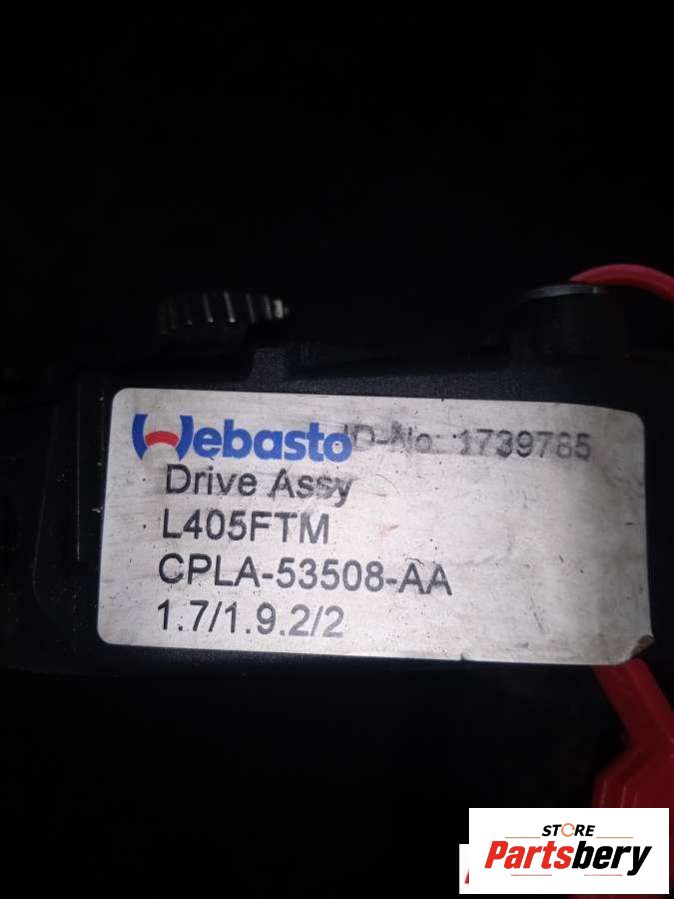 Webasto ID-No: 1739785
Drive Assy
L405FTM
CPLA-53508-AA
1.7/1.9.2/2
STORE
Partsbery